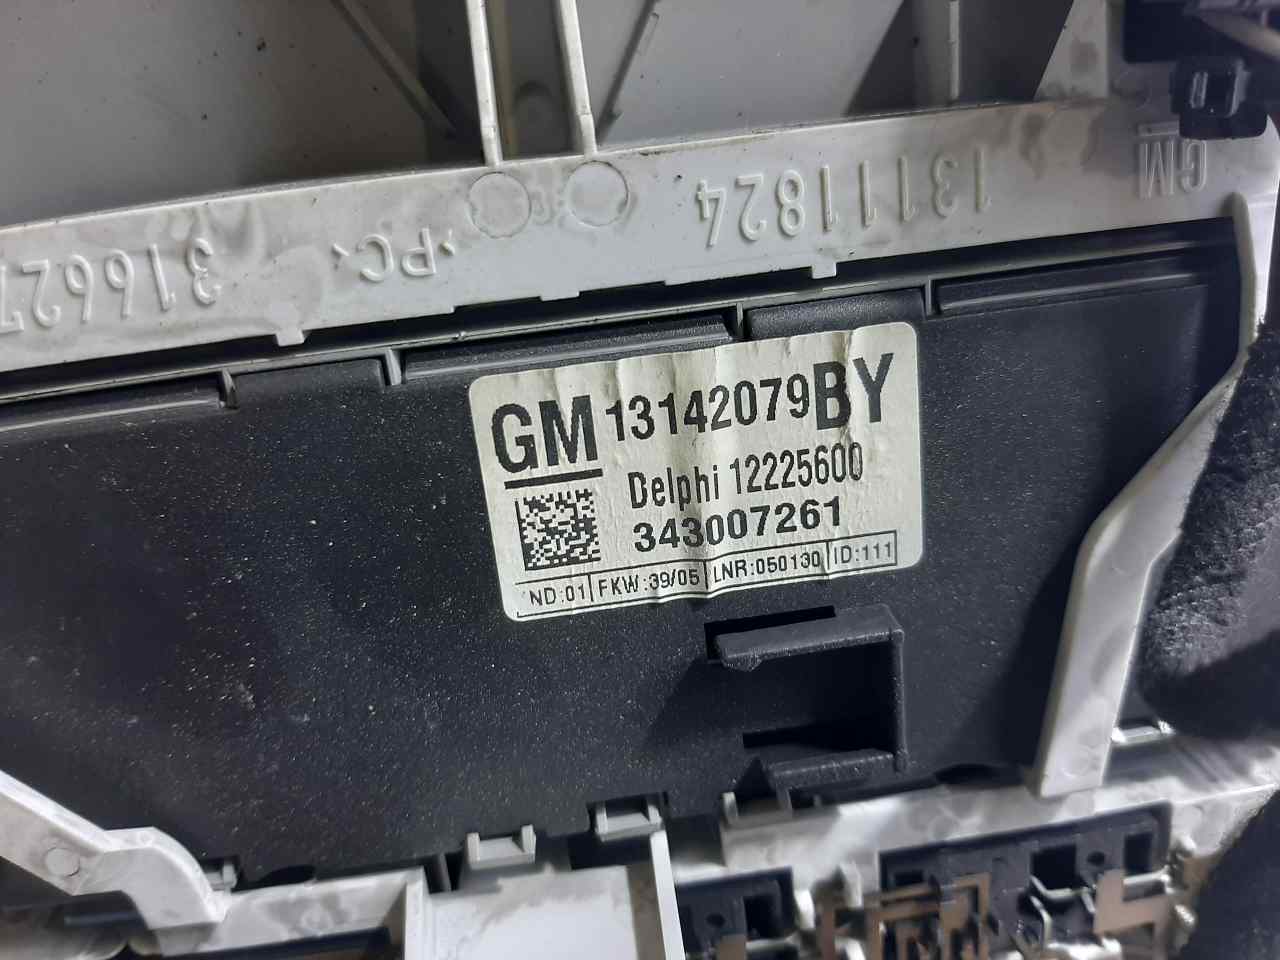 GM 13111824 ·PC‹ 31662
GM 13142079BY
Delphi 12225600
343007261
ND:01 FKW:39/05 LNR:050130 ID:111